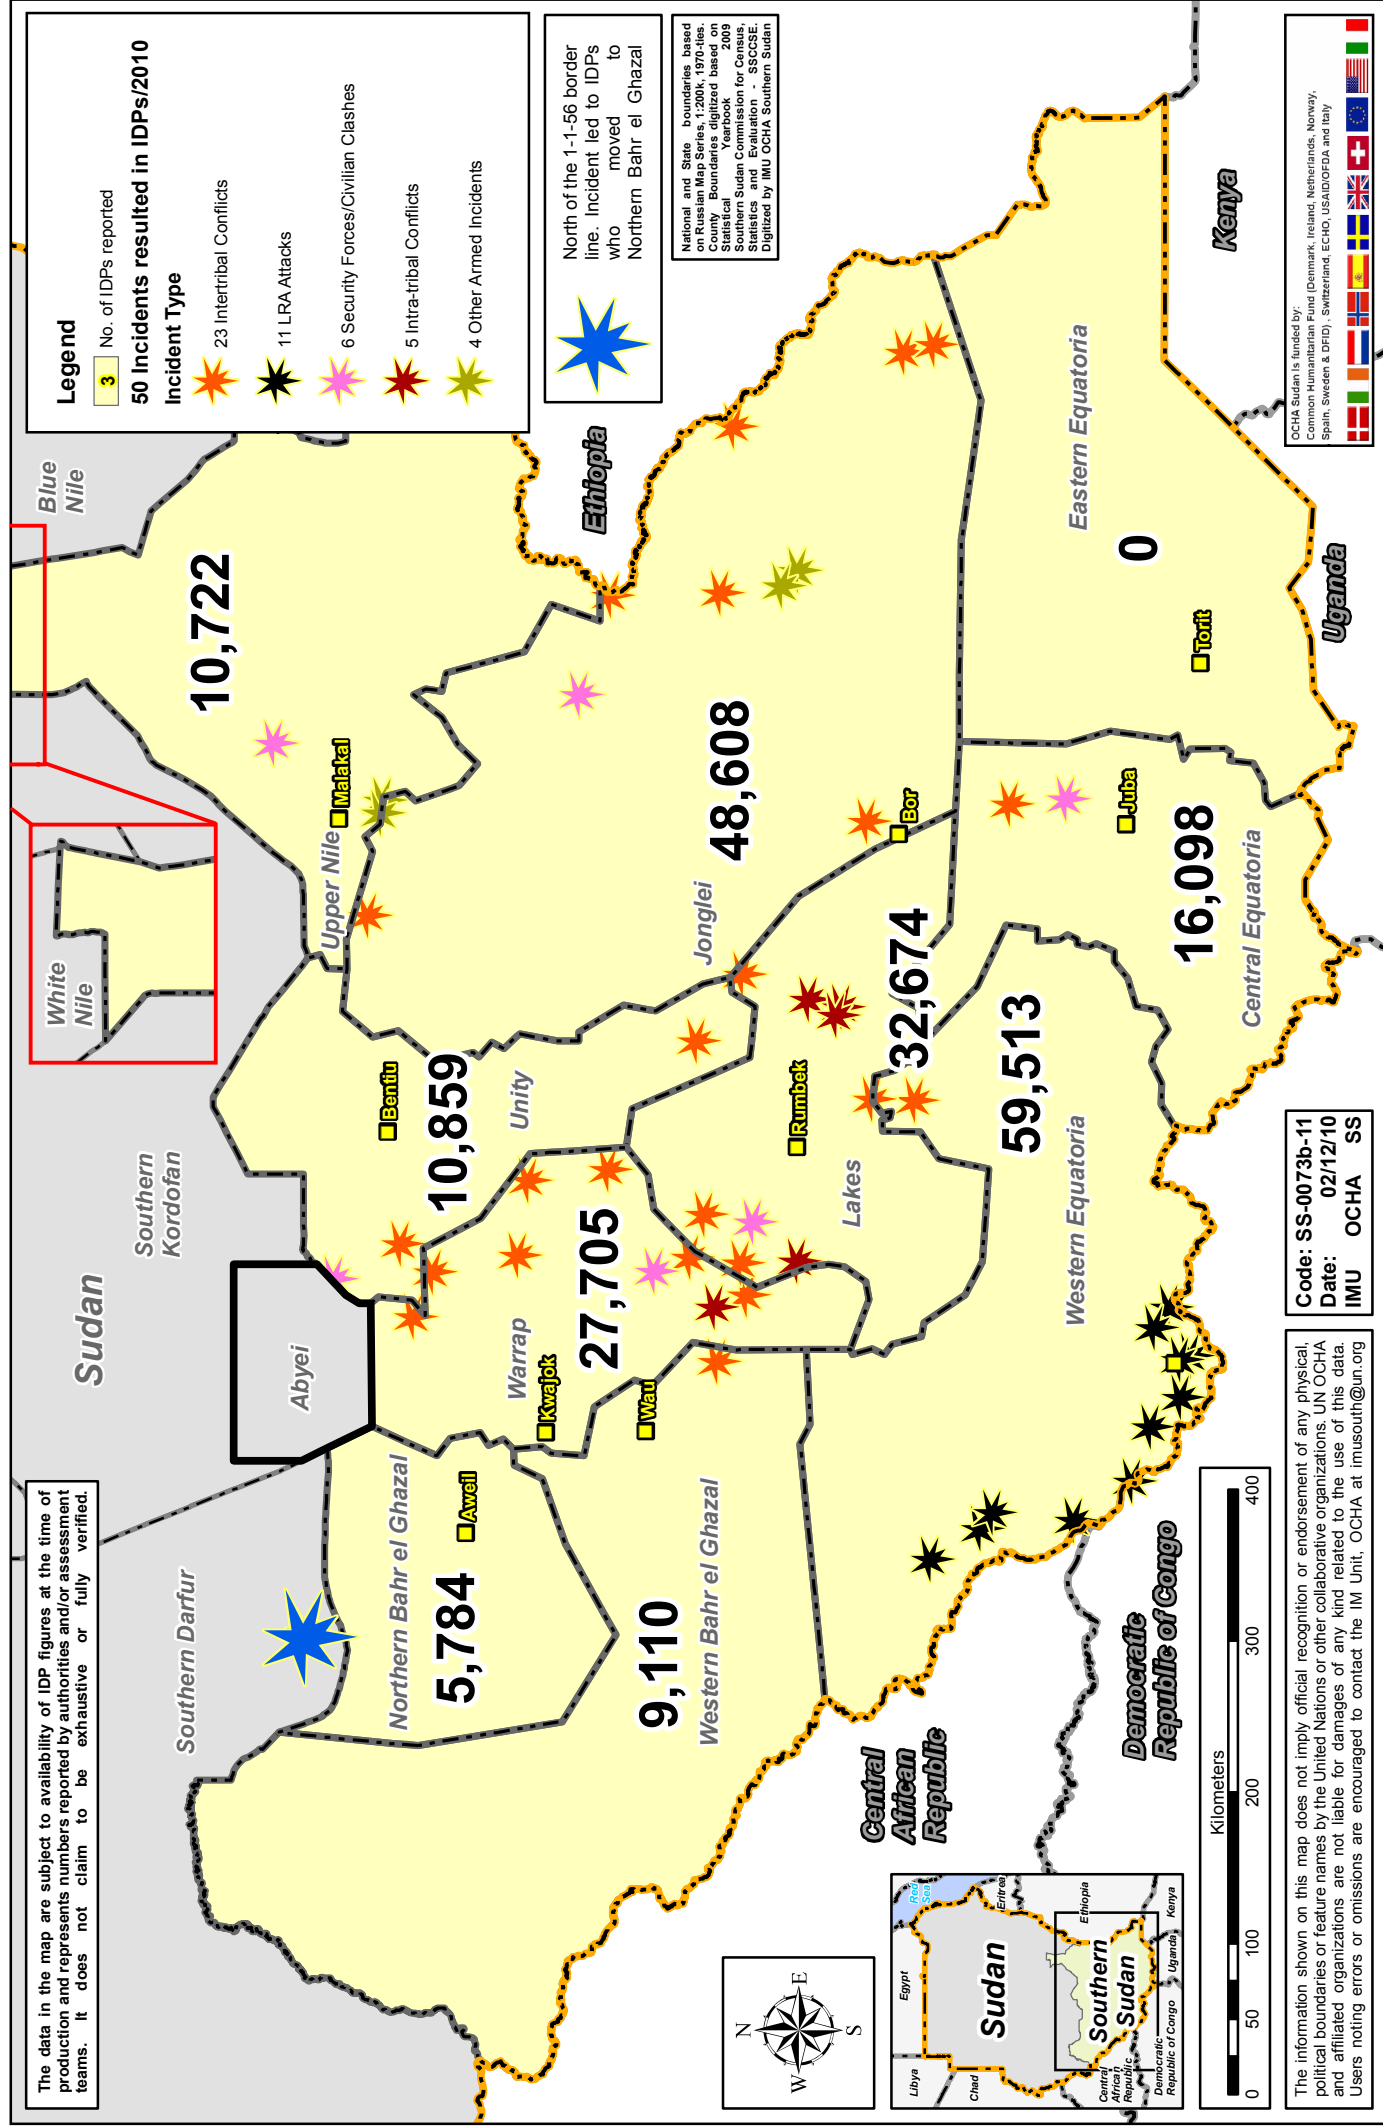 The data in the map are subject to availability of IDP figures at the time of
production and represents numbers reported by authorities and/or assessment
teams. It does not claim to be exhaustive or fully verified.
Sudan
Southern
Kordofan
White
Nile
Blue
Nile
Southern Darfur
Abyei
Legend
3 No. of IDPs reported
50 Incidents resulted in IDPs/2010
Incident Type
23 Intertribal Conflicts
11 LRA Attacks
6 Security Forces/Civilian Clashes
5 Intra-tribal Conflicts
4 Other Armed Incidents
North of the 1-1-56 border
line. Incident led to IDPs
who moved to
Northern Bahr el Ghazal
National and State boundaries based
on Russian Map Series, 1:200k, 1970-ties.
County Boundaries digitized based on
Statistical Yearbook 2009
Southern Sudan Commission for Census,
Statistics and Evaluation - SSCCSE.
Digitized by IMU OCHA Southern Sudan
10,722
Malakal
Upper Nile
Bentiu
10,859
Unity
Northern Bahr el Ghazal
Aweil
5,784
Warrap
Kwajok
27,705
Wau
9,110
Western Bahr el Ghazal
Ethiopia
Jonglei
48,608
Bor
Rumbek
Lakes
32,674
59,513
Western Equatoria
Juba
16,098
Central Equatoria
Eastern Equatoria
0
Torit
Kenya
Uganda
Central
African
Republic
Democratic
Republic of Congo
N
W
E
S
Libya
Egypt
Red
Sea
Chad
Sudan
Eritrea
Ethiopia
Southern
Sudan
Central
African
Republic
Democratic
Republic of Congo
Uganda
Kenya
Kilometers
0 50 100 200 300 400
Code: SS-0073b-11
Date: 02/12/10
IMU OCHA SS
The information shown on this map does not imply official recognition or endorsement of any physical,
political boundaries or feature names by the United Nations or other collaborative organizations. UN OCHA
and affiliated organizations are not liable for damages of any kind related to the use of this data.
Users noting errors or omissions are encouraged to contact the IM Unit, OCHA at imusouth@un.org
OCHA Sudan is funded by:
Common Humanitarian Fund (Denmark, Ireland, Netherlands, Norway,
Spain, Sweden & DFID) , Switzerland, ECHO, USAID/OFDA and Italy